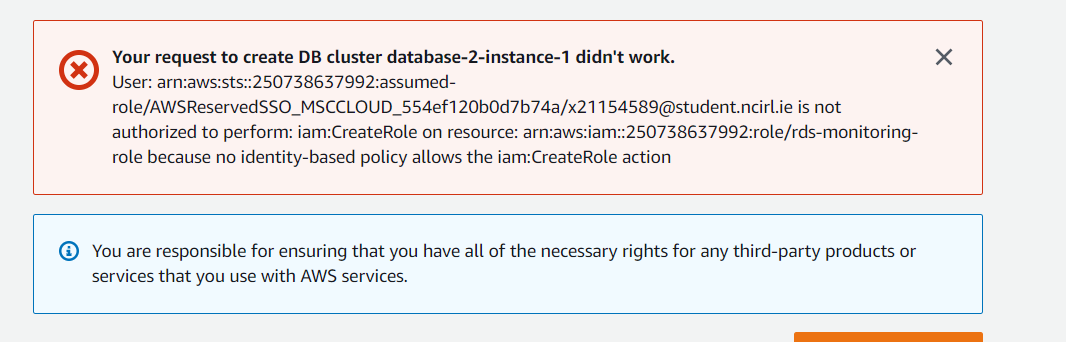 Your request to create DB cluster database-2-instance-1 didn't work.
User: arn:aws:sts::250738637992:assumed-
role/AWSReservedSSO_MSCCLOUD_554ef120b0d7b74a/x21154589@student.ncirl.ie is not
authorized to perform: iam:CreateRole on resource: arn:aws:iam::250738637992:role/rds-monitoring-
role because no identity-based policy allows the iam:CreateRole action
You are responsible for ensuring that you have all of the necessary rights for any third-party products or
services that you use with AWS services.